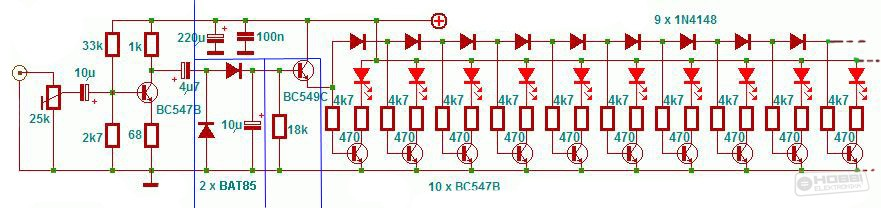 220µ
100n
9 x 1N4148
33k
1k
10µ
4µ7
BC549C
BC547B
4k7 4k7 4k7 4k7 4k7 4k7 4k7 4k7 4k7 4k7
25k
10µ
18k
2k7
68
470 470 470 470 470 470 470 470 470 470
2 x BAT85
10 x BC547B
HOBBI
ELEKTRONIKA